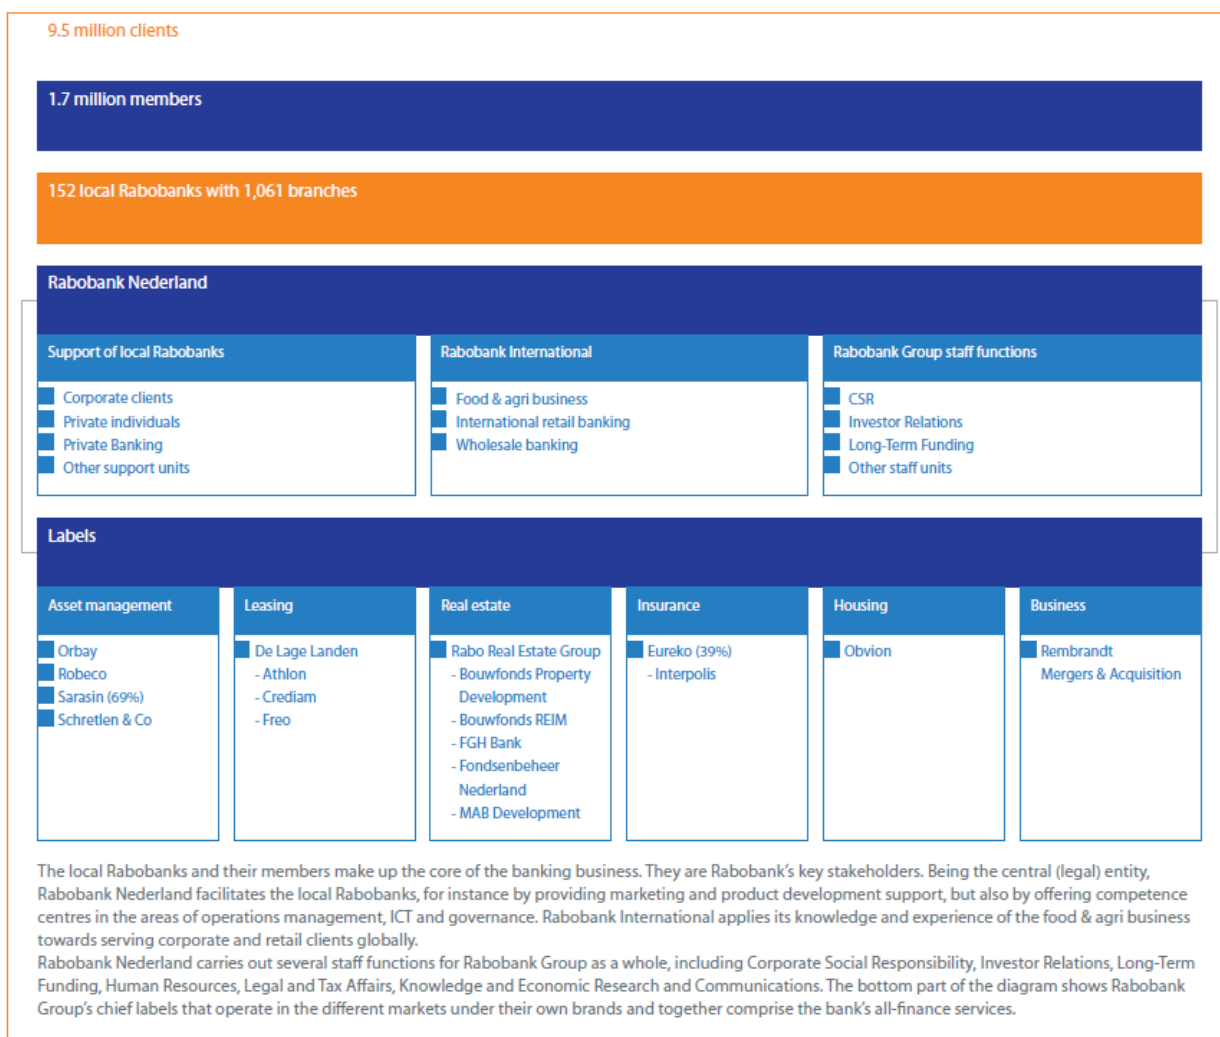 9.5 million clients
1.7 million members
152 local Rabobanks with 1,061 branches
Rabobank Nederland
Support of local Rabobanks
Corporate clients
Private individuals
Private Banking
Other support units
Rabobank International
Food & agri business
International retail banking
Wholesale banking
Rabobank Group staff functions
CSR
Investor Relations
Long-Term Funding
Other staff units
Labels
Asset management
Orbay
Robeco
Sarasin (69%)
Schretlen & Co
Leasing
De Lage Landen
- Athlon
- Crediam
- Freo
Real estate
Rabo Real Estate Group
- Bouwfonds Property
Development
- Bouwfonds REIM
- FGH Bank
- Fondsenbeheer
Nederland
- MAB Development
Insurance
Eureko (39%)
- Interpolis
Housing
Obvion
Business
Rembrandt
Mergers & Acquisition
The local Rabobanks and their members make up the core of the banking business. They are Rabobank's key stakeholders. Being the central (legal) entity,
Rabobank Nederland facilitates the local Rabobanks, for instance by providing marketing and product development support, but also by offering competence
centres in the areas of operations management, ICT and governance. Rabobank International applies its knowledge and experience of the food & agri business
towards serving corporate and retail clients globally.
Rabobank Nederland carries out several staff functions for Rabobank Group as a whole, including Corporate Social Responsibility, Investor Relations, Long-Term
Funding, Human Resources, Legal and Tax Affairs, Knowledge and Economic Research and Communications. The bottom part of the diagram shows Rabobank
Group's chief labels that operate in the different markets under their own brands and together comprise the bank's all-finance services.